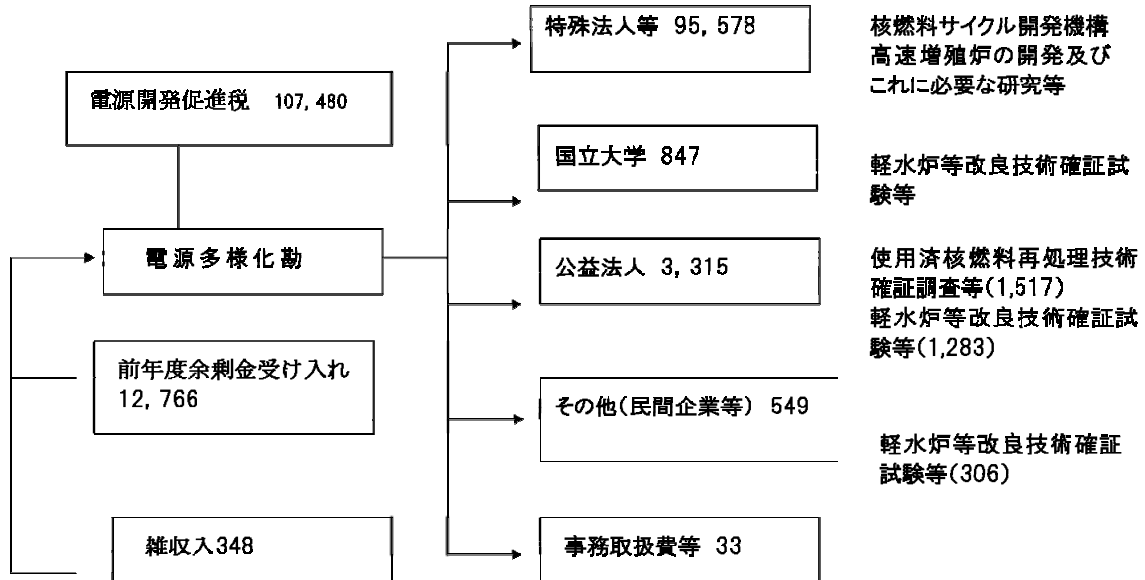 電源開発促進税 107,480
電源多様化勘
前年度余剰金受け入れ
12,766
雑収入348
特殊法人等 95,578
国立大学 847
公益法人 3,315
その他(民間企業等) 549
事務取扱費等 33
核燃料サイクル開発機構
高速増殖炉の開発及び
これに必要な研究等
軽水炉等改良技術確証試
験等
使用済核燃料再処理技術
確証調査等(1,517)
軽水炉等改良技術確証試
験等(1,283)
軽水炉等改良技術確証
試験等(306)